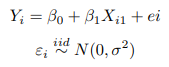 Yᵢ = β₀ + β₁Xᵢ₁ + ei
εᵢ iid~ N(0, σ²)